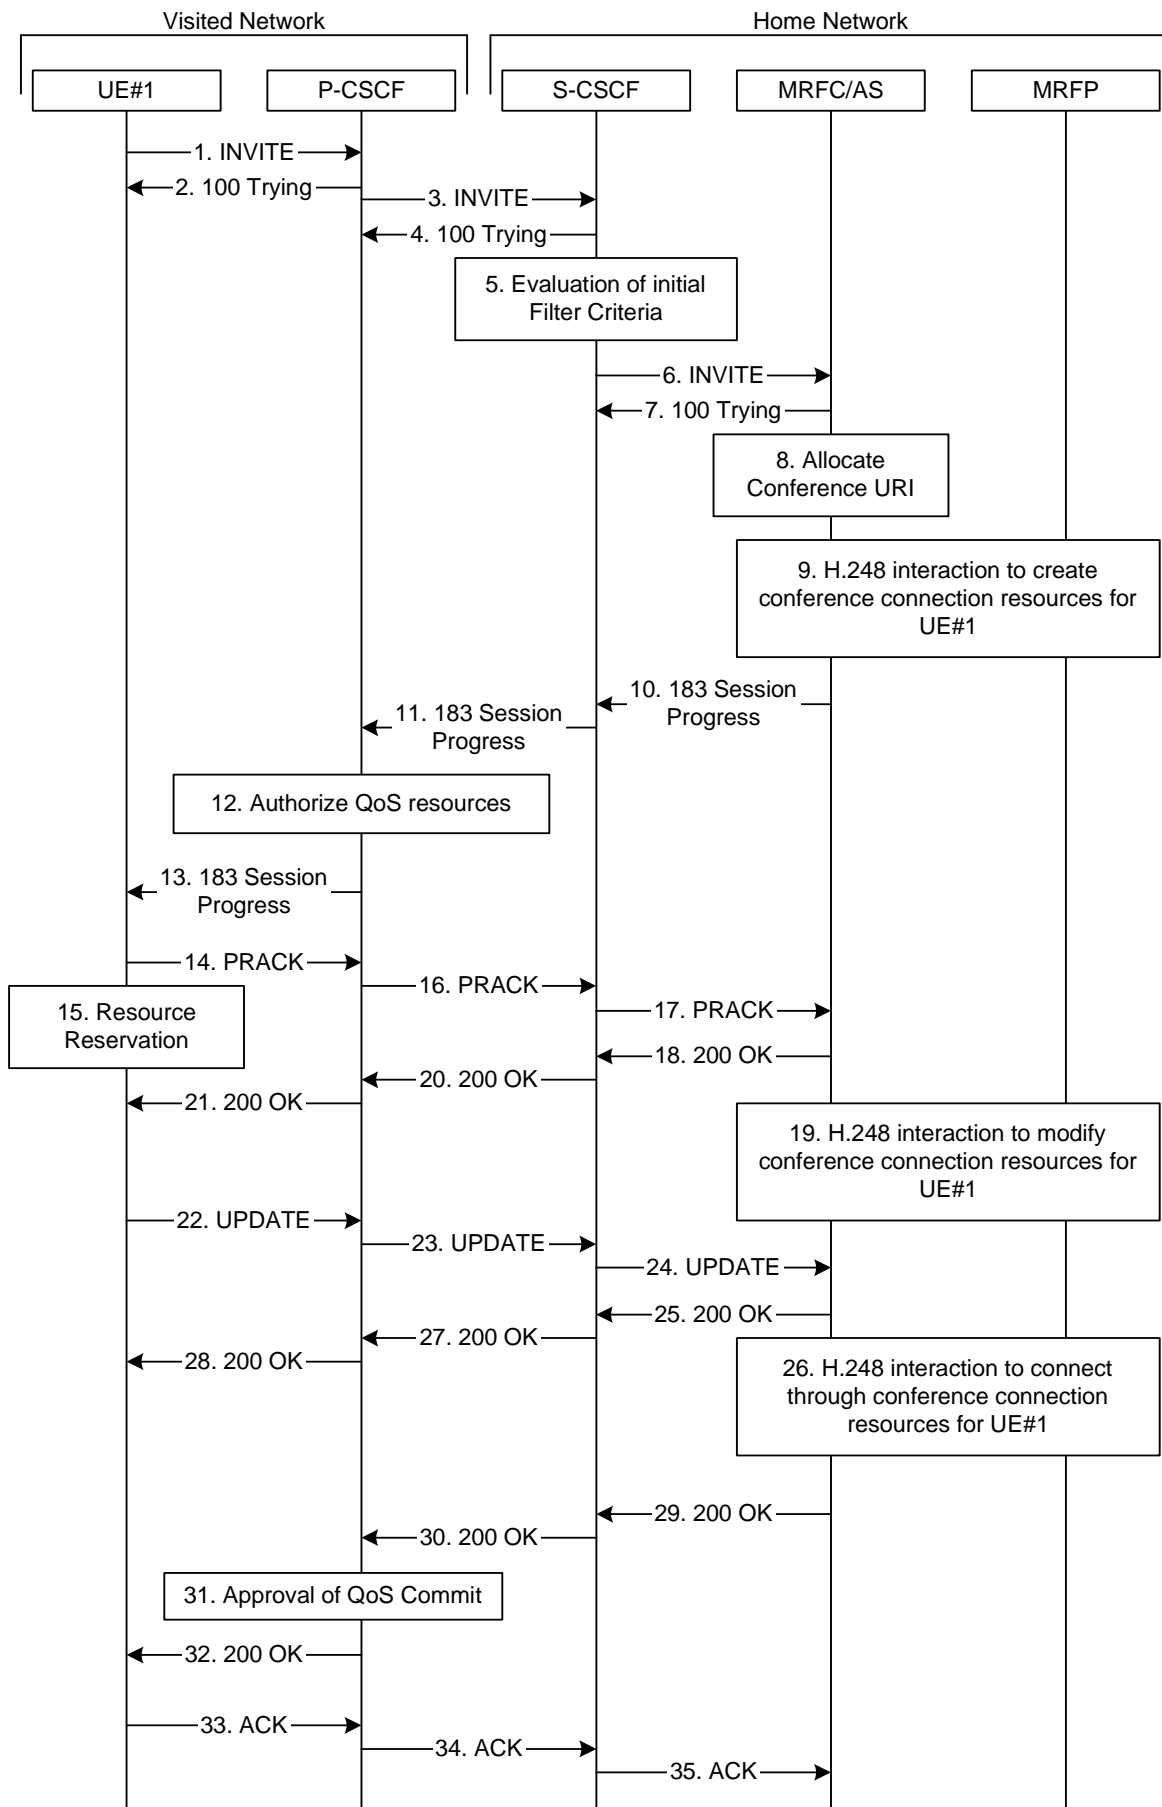 Visited Network
Home Network
UE#1
P-CSCF
S-CSCF
MRFC/AS
MRFP
1. INVITE
2. 100 Trying
3. INVITE
4. 100 Trying
5. Evaluation of initial
Filter Criteria
6. INVITE
7. 100 Trying
8. Allocate
Conference URI
9. H.248 interaction to create
conference connection resources for
UE#1
10. 183 Session
Progress
11. 183 Session
Progress
12. Authorize QoS resources
13. 183 Session
Progress
14. PRACK
15. Resource
Reservation
16. PRACK
17. PRACK
18. 200 OK
20. 200 OK
21. 200 OK
19. H.248 interaction to modify
conference connection resources for
UE#1
22. UPDATE
23. UPDATE
24. UPDATE
25. 200 OK
27. 200 OK
28. 200 OK
26. H.248 interaction to connect
through conference connection
resources for UE#1
29. 200 OK
30. 200 OK
31. Approval of QoS Commit
32. 200 OK
33. ACK
34. ACK
35. ACK